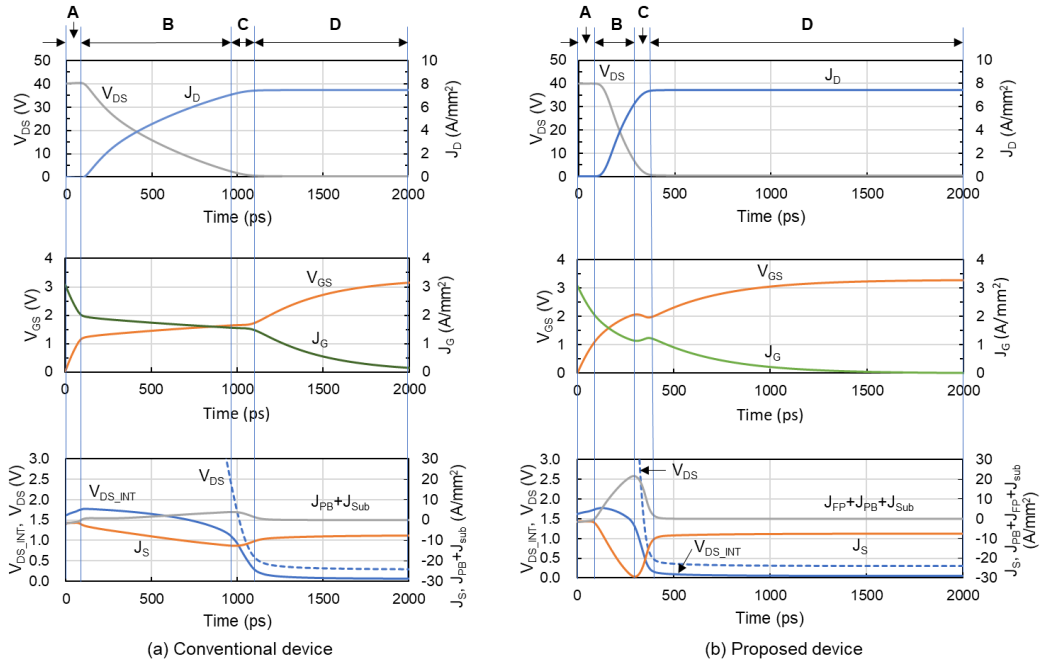 A B C D
50 40 30 20 10 0
V_DS (V)
V_DS J_D
10 8 6 4 2 0
J_D (A/mm²)
0 500 1000 1500 2000
Time (ps)
4 3 2 1 0
V_GS (V)
V_GS
J_G
4 3 2 1 0
J_G (A/mm²)
0 500 1000 1500 2000
Time (ps)
3.0 2.5 2.0 1.5 1.0 0.5 0.0
V_DS_INT, V_DS (V)
V_DS
V_DS_INT J_PB+J_Sub
J_S
30 20 10 0 -10 -20 -30
J_S, J_PB+J_sub (A/mm²)
0 500 1000 1500 2000
Time (ps)
(a) Conventional device
A B C D
50 40 30 20 10 0
V_DS (V)
V_DS J_D
10 8 6 4 2 0
J_D (A/mm²)
0 500 1000 1500 2000
Time (ps)
4 3 2 1 0
V_GS (V)
V_GS
J_G
4 3 2 1 0
J_G (A/mm²)
0 500 1000 1500 2000
Time (ps)
3.0 2.5 2.0 1.5 1.0 0.5 0.0
V_DS_INT, V_DS (V)
V_DS
J_FP+J_PB+J_Sub
V_DS_INT J_S
30 20 10 0 -10 -20 -30
J_S, J_PB+J_FP+J_sub
(A/mm²)
0 500 1000 1500 2000
Time (ps)
(b) Proposed device